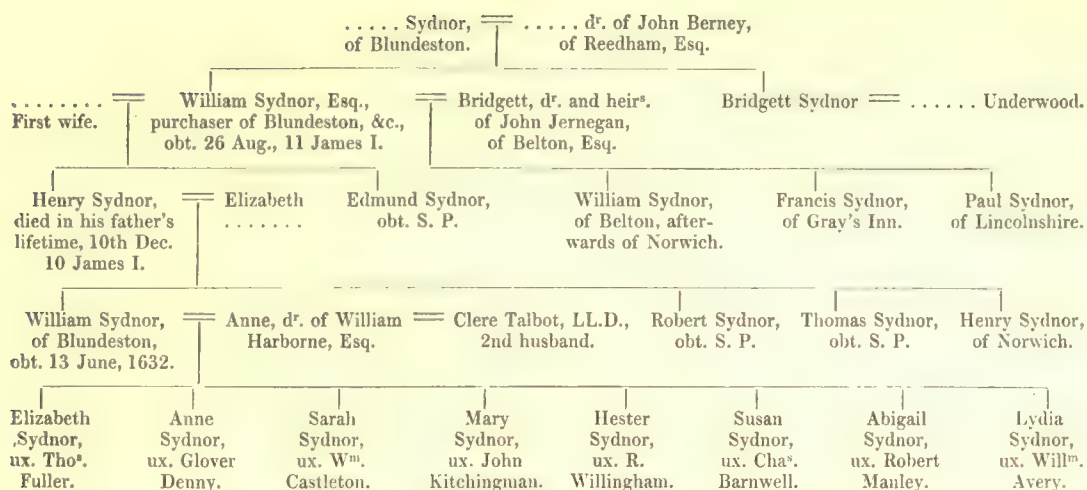 ..... Sydnor, ..... dr. of John Berney,
of Blundeston. of Reedham, Esq.
........ William Sydnor, Esq., Bridgett, dr. and heirs. Bridgett Sydnor ...... Underwood.
First wife. purchaser of Blundeston, &c., of John Jernegan,
obt. 26 Aug., 11 James I. of Belton, Esq.
Henry Sydnor, Elizabeth Edmund Sydnor, William Sydnor, Francis Sydnor, Paul Sydnor,
died in his father's ....... obt. S. P. of Belton, after- of Gray's Inn. of Lincolnshire.
lifetime, 10th Dec. wards of Norwich.
10 James I.
William Sydnor, Anne, dr. of William Clere Talbot, LL.D., Robert Sydnor, Thomas Sydnor, Henry Sydnor,
of Blundeston, Harborne, Esq. 2nd husband. obt. S. P. obt. S. P. of Norwich.
obt. 13 June, 1632.
Elizabeth Anne Sarah Mary Hester Susan Abigail Lydia
Sydnor, Sydnor, Sydnor, Sydnor, Sydnor, Sydnor, Sydnor, Sydnor,
ux. Thos. ux. Glover ux. Wm. ux. John ux. R. ux. Chas. ux. Robert ux. Willm.
Fuller. Denny. Castleton. Kitchingman. Willingham. Barnwell. Manley. Avery.